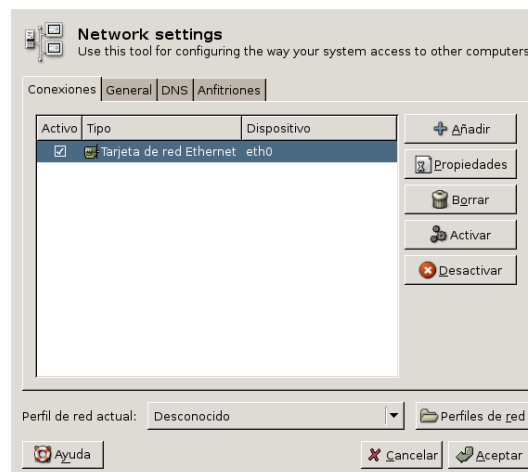 Network settings
Use this tool for configuring the way your system access to other computers
Conexiones General DNS Anfitriones
Activo Tipo Dispositivo
Tarjeta de red Ethernet eth0
Añadir
Propiedades
Borrar
Activar
Desactivar
Perfil de red actual: Desconocido Perfiles de red
Ayuda Cancelar Aceptar